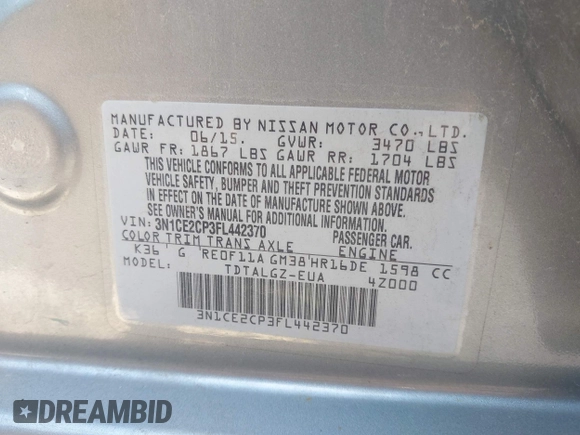 MANUFACTURED BY NISSAN MOTOR CO.,LTD.
DATE: 06/15. GVWR: 3470 LBS
GAWR FR: 1867 LBS GAWR RR: 1704 LBS
THIS VEHICLE CONFORMS TO ALL APPLICABLE FEDERAL MOTOR
VEHICLE SAFETY, BUMPER AND THEFT PREVENTION STANDARDS
IN EFFECT ON THE DATE OF MANUFACTURE SHOWN ABOVE.
SEE OWNER'S MANUAL FOR ADDITIONAL INFORMATION.
VIN: 3N1CE2CP3FL442370 PASSENGER CAR.
COLOR TRIM TRANS AXLE ENGINE
K36' G 'RE0F11A GM38'HR16DE 1598 CC
MODEL: TDTALGZ-EUA 4Z000
3N1CE2CP3FL442370
DREAMBID